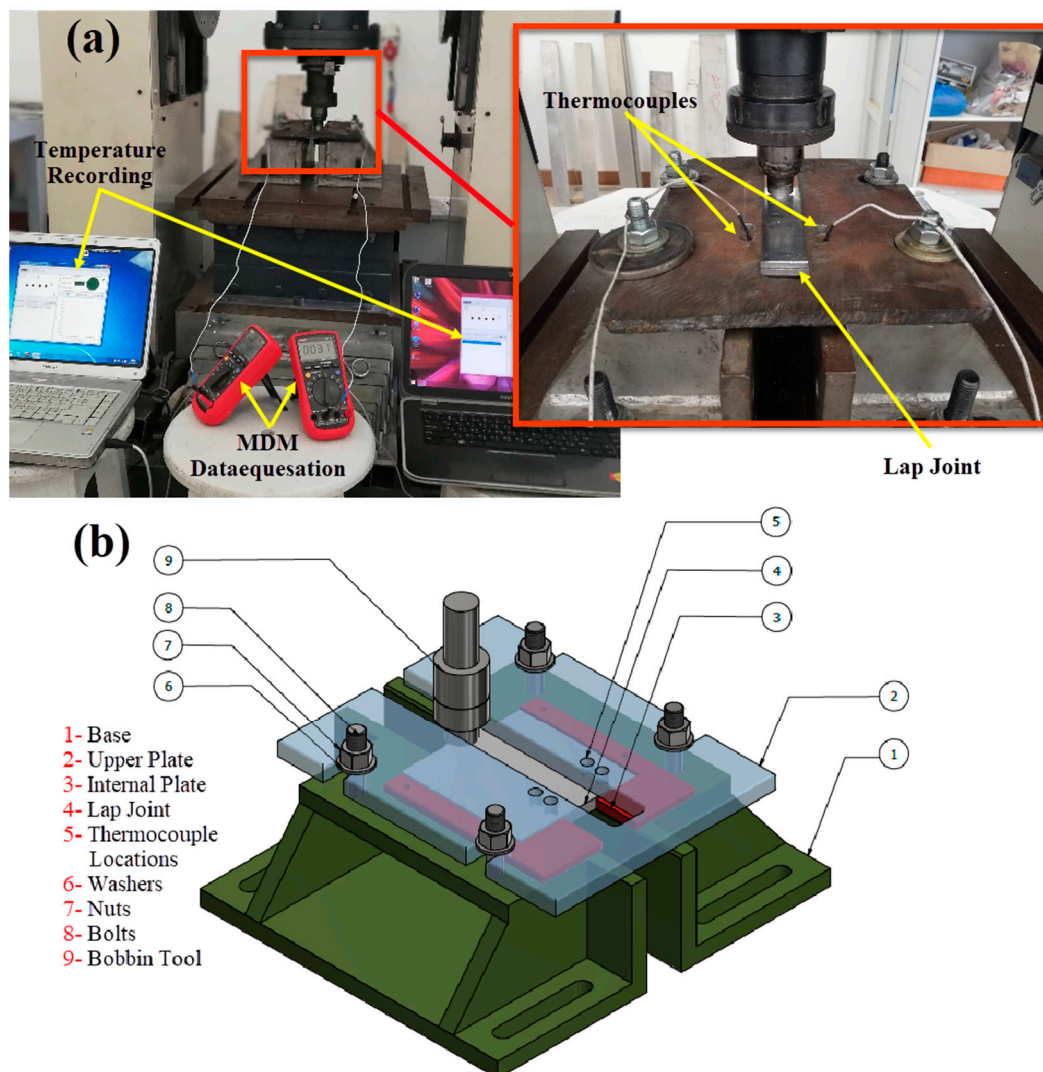 (a)
Temperature
Recording
Thermocouples
MDM
Dataequesation
003.1
Lap Joint
(b)
5
9
4
8
3
7
6
2
1
1- Base
2- Upper Plate
3- Internal Plate
4- Lap Joint
5- Thermocouple
Locations
6- Washers
7- Nuts
8- Bolts
9- Bobbin Tool